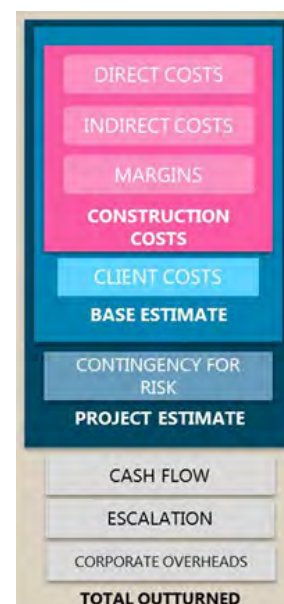 DIRECT COSTS
INDIRECT COSTS
MARGINS
CONSTRUCTION
COSTS
CLIENT COSTS
BASE ESTIMATE
CONTINGENCY FOR
RISK
PROJECT ESTIMATE
CASH FLOW
ESCALATION
CORPORATE OVERHEADS
TOTAL OUTTURNED